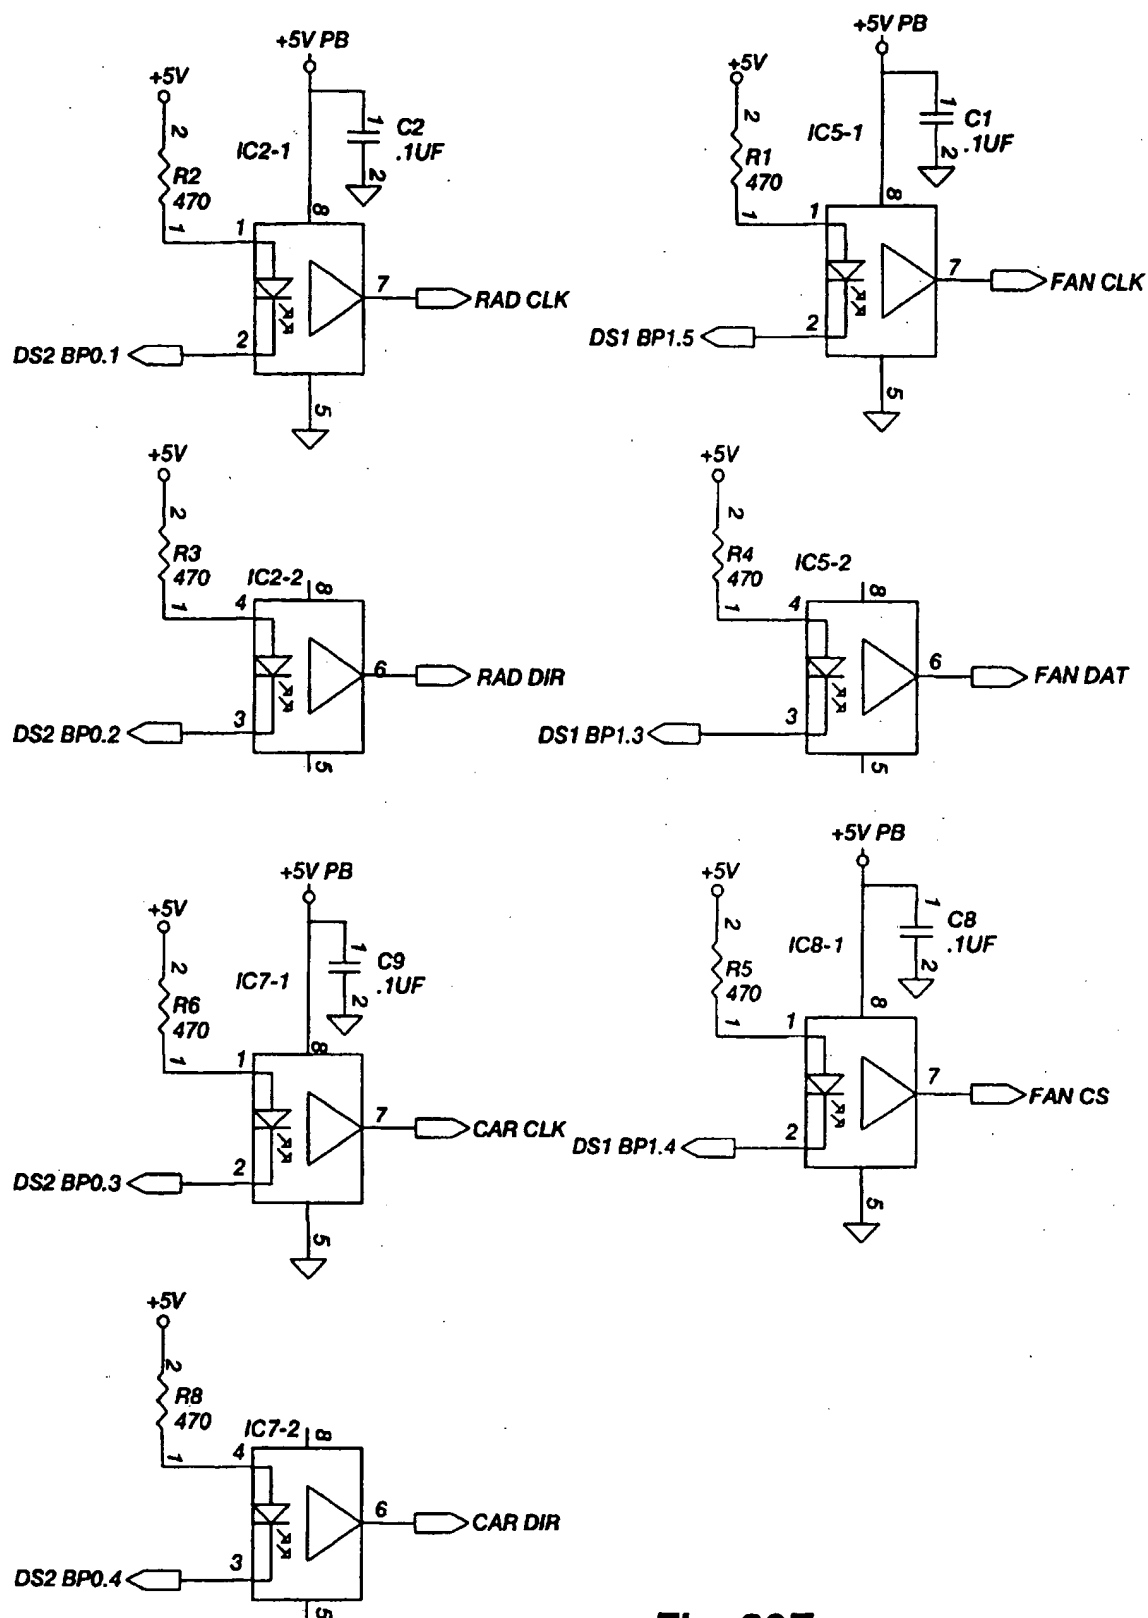 +5V PB
+5V
2
R2
470
1
IC2-1
1
C2
.1UF
2
8
1
7
RAD CLK
2
DS2 BP0.1
5
+5V PB
+5V
2
R1
470
1
IC5-1
1
C1
.1UF
2
8
1
7
FAN CLK
2
DS1 BP1.5
5
+5V
2
R3
470
1
IC2-2
8
4
6
RAD DIR
3
DS2 BP0.2
5
+5V
2
R4
470
1
IC5-2
8
4
6
FAN DAT
3
DS1 BP1.3
5
+5V PB
+5V
2
R6
470
1
IC7-1
1
C9
.1UF
2
8
1
7
CAR CLK
2
DS2 BP0.3
5
+5V PB
+5V
2
R5
470
1
IC8-1
1
C8
.1UF
2
8
1
7
FAN CS
2
DS1 BP1.4
5
+5V
2
R8
470
1
IC7-2
8
4
6
CAR DIR
3
DS2 BP0.4
5